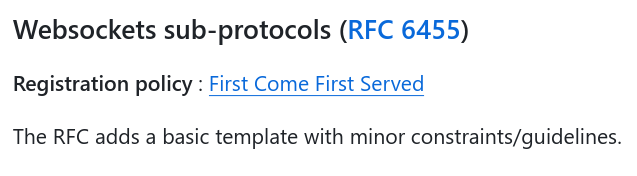 Websockets sub-protocols (RFC 6455)
Registration policy : First Come First Served
The RFC adds a basic template with minor constraints/guidelines.